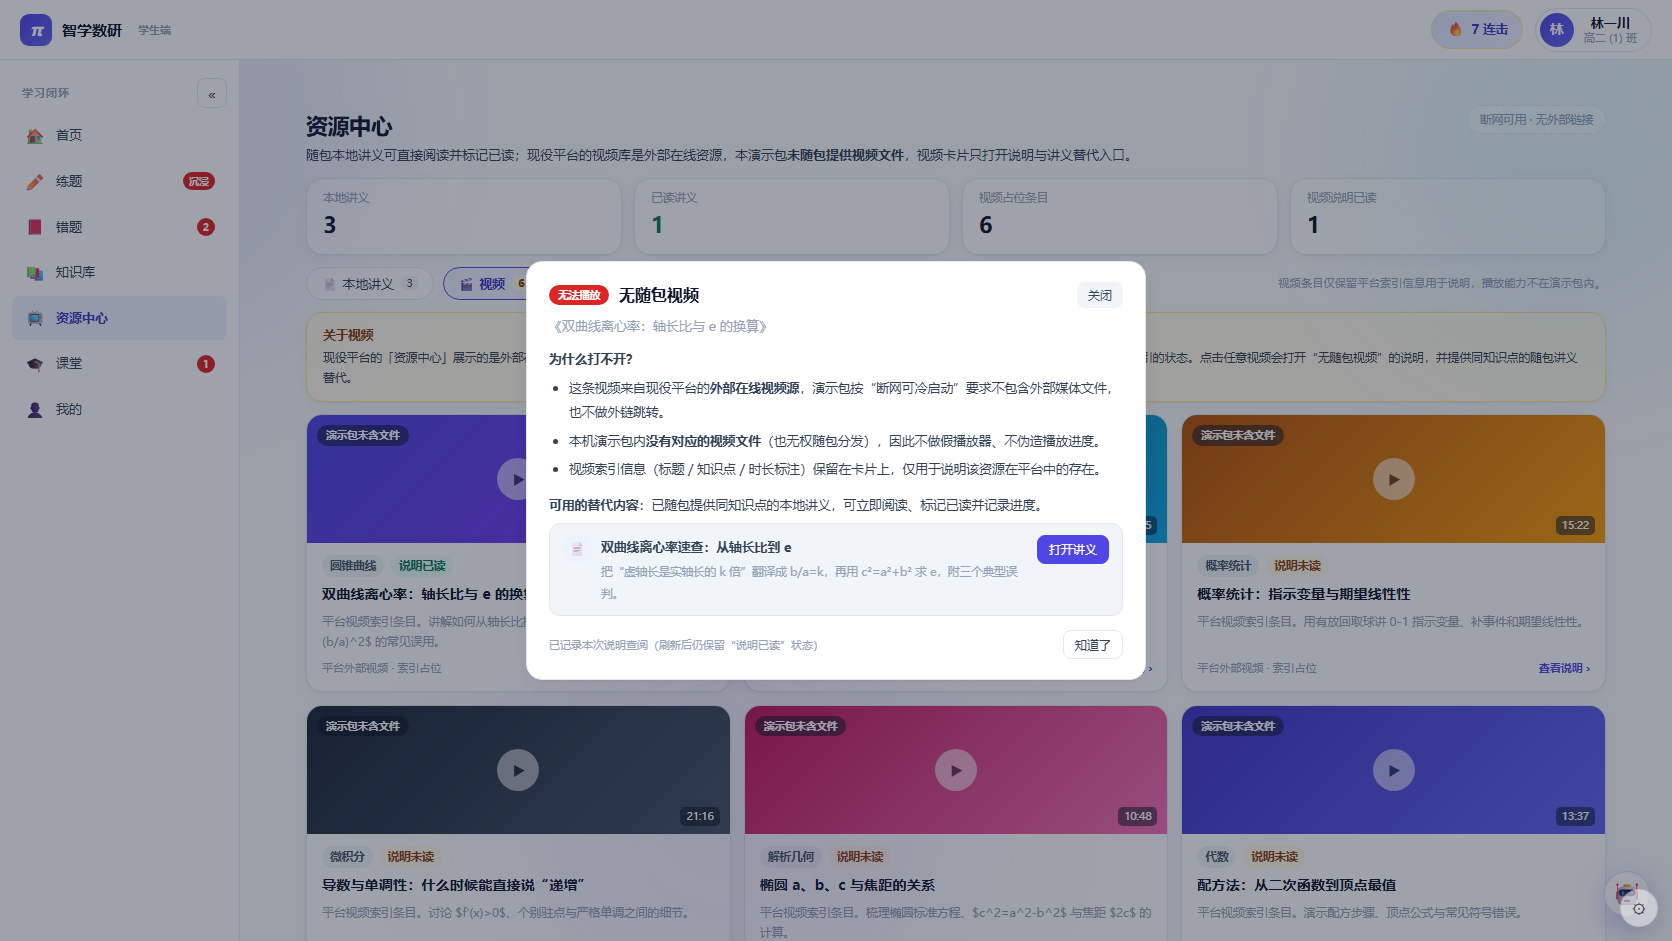 π 智学数研 学生端
🔥 7 连击
林 林一川
高二 (1) 班
学习闭环 «
首页
练题 沉浸
错题 2
知识库
资源中心
课堂 1
我的
资源中心
断网可用 · 无外部链接
随包本地讲义可直接阅读并标记已读；现役平台的视频库是外部在线资源，本演示包未随包提供视频文件，视频卡片只打开说明与讲义替代入口。
本地讲义
3
已读讲义
1
视频占位条目
6
视频说明已读
1
本地讲义 3
视频 6
视频条目仅保留平台索引信息用于说明，播放能力不在演示包内。
关于视频
现役平台的「资源中心」展示的是外部在
引的状态。点击任意视频会打开“无随包视频”的说明，并提供同知识点的随包讲义
替代。
无法播放 无随包视频 关闭
《双曲线离心率：轴长比与 e 的换算》
为什么打不开？
• 这条视频来自现役平台的外部在线视频源，演示包按“断网可冷启动”要求不包含外部媒体文件，
也不做外链跳转。
• 本机演示包内没有对应的视频文件（也无权随包分发），因此不做假播放器、不伪造播放进度。
• 视频索引信息（标题 / 知识点 / 时长标注）保留在卡片上，仅用于说明该资源在平台中的存在。
可用的替代内容：已随包提供同知识点的本地讲义，可立即阅读、标记已读并记录进度。
双曲线离心率速查：从轴长比到 e
把“虚轴长是实轴长的 k 倍”翻译成 b/a=k，再用 c²=a²+b² 求 e，附三个典型误
判。
打开讲义
已记录本次说明查阅（刷新后仍保留“说明已读”状态）
知道了
演示包未含文件
圆锥曲线 说明已读
双曲线离心率：轴长比与 e 的换
平台视频索引条目。讲解如何从轴长比
(b/a)^2$ 的常见误用。
平台外部视频 · 索引占位
5
›
演示包未含文件
15:22
概率统计 说明未读
概率统计：指示变量与期望线性性
平台视频索引条目。用有放回取球讲 0-1 指示变量、补事件和期望线性性。
平台外部视频 · 索引占位
查看说明 ›
演示包未含文件
21:16
微积分 说明未读
导数与单调性：什么时候能直接说“递增”
平台视频索引条目。讨论 $f'(x)>0$、个别驻点与严格单调之间的细节。
演示包未含文件
10:48
解析几何 说明未读
椭圆 a、b、c 与焦距的关系
平台视频索引条目。梳理椭圆标准方程、$c^2=a^2-b^2$ 与焦距 $2c$ 的
计算。
演示包未含文件
13:37
代数 说明未读
配方法：从二次函数到顶点最值
平台视频索引条目。演示配方步骤、顶点公式与常见符号错误。